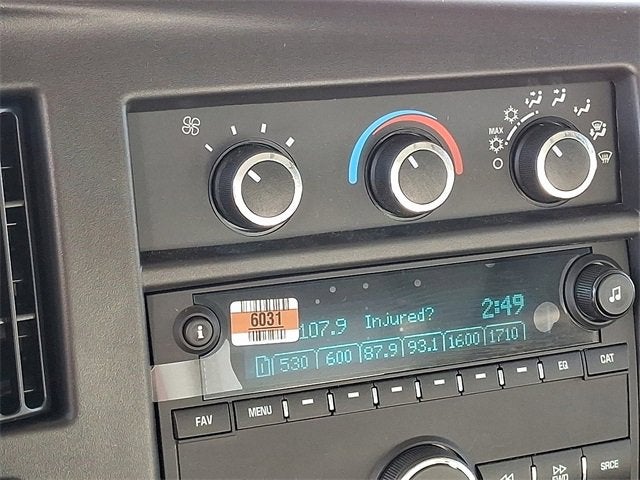 MAX
6031
107.9 Injured? 2:49
1 530 600 87.9 93.1 1600 1710
i
FAV MENU EQ CAT
FWD SRCE